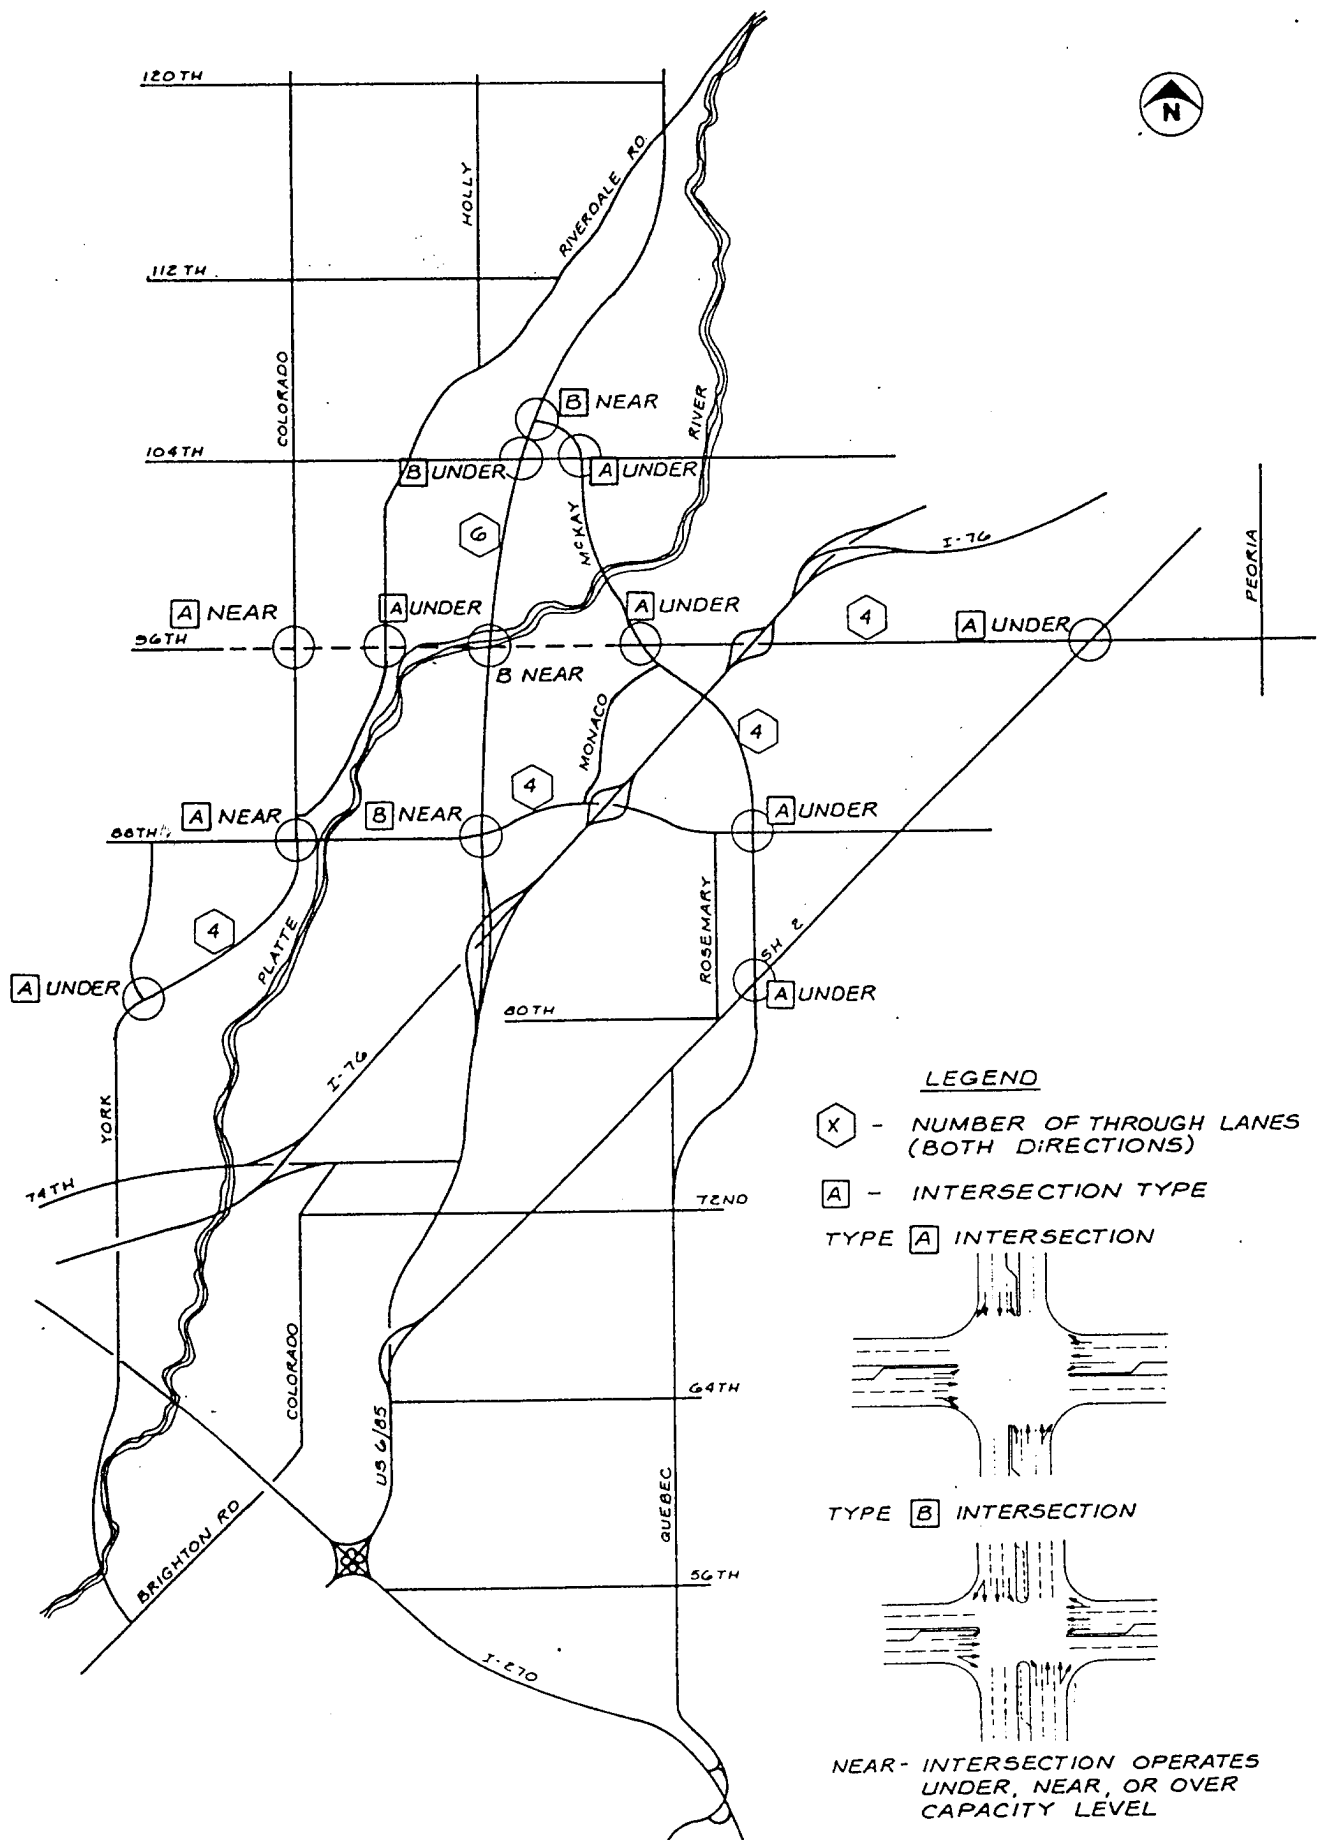 120TH
N
HOLLY
RIVERDALE RD.
112TH
COLORADO
B NEAR
RIVER
104TH
B UNDER
A UNDER
6
McKAY
I-76
PEORIA
A NEAR
A UNDER
A UNDER
4
A UNDER
96TH
B NEAR
MONACO
4
4
A NEAR
B NEAR
A UNDER
88TH
ROSEMARY
4
PLATTE
SH 2
A UNDER
A UNDER
80TH
I-76
LEGEND
X - NUMBER OF THROUGH LANES
(BOTH DIRECTIONS)
YORK
74TH
72ND
A - INTERSECTION TYPE
TYPE A INTERSECTION
COLORADO
64TH
US 6/85
QUEBEC
BRIGHTON RD
TYPE B INTERSECTION
56TH
I-270
NEAR - INTERSECTION OPERATES
UNDER, NEAR, OR OVER
CAPACITY LEVEL